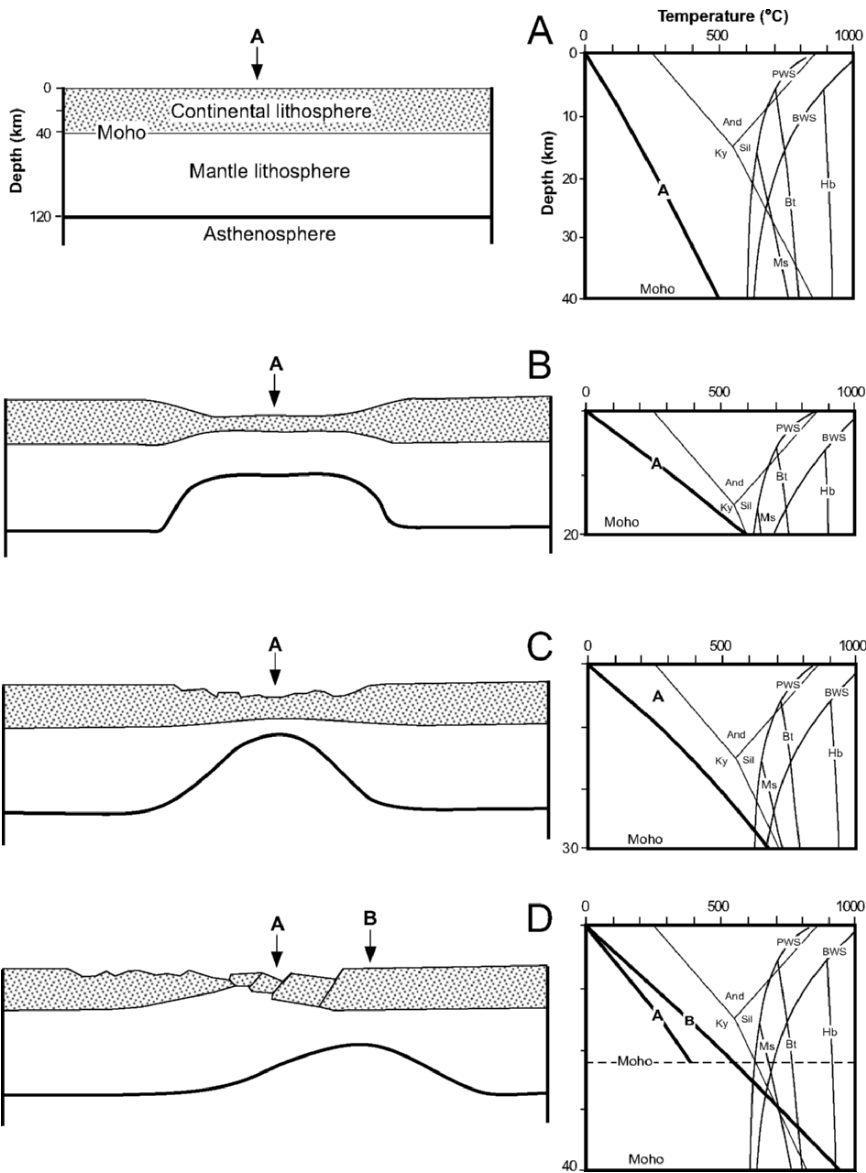 Temperature (°C)
A
A
0 500 1000
0
Continental lithosphere
Moho
40
Mantle lithosphere
120
Asthenosphere
Depth (km)
0
10
20
30
40
Depth (km)
PWS
And
BWS
Ky
Sil
A
Bt
Hb
Ms
Moho
B
A
0 500 1000
PWS
BWS
And
A
Bt
Ky
Sil
Hb
Ms
Moho
20
C
A
0 500 1000
PWS
BWS
A
And
Bt
Ky
Sil
Hb
Ms
Moho
30
D
A
B
0 500 1000
PWS
BWS
And
A
B
Ky
Sil
Ms
Bt
Hb
Moho
Moho
40